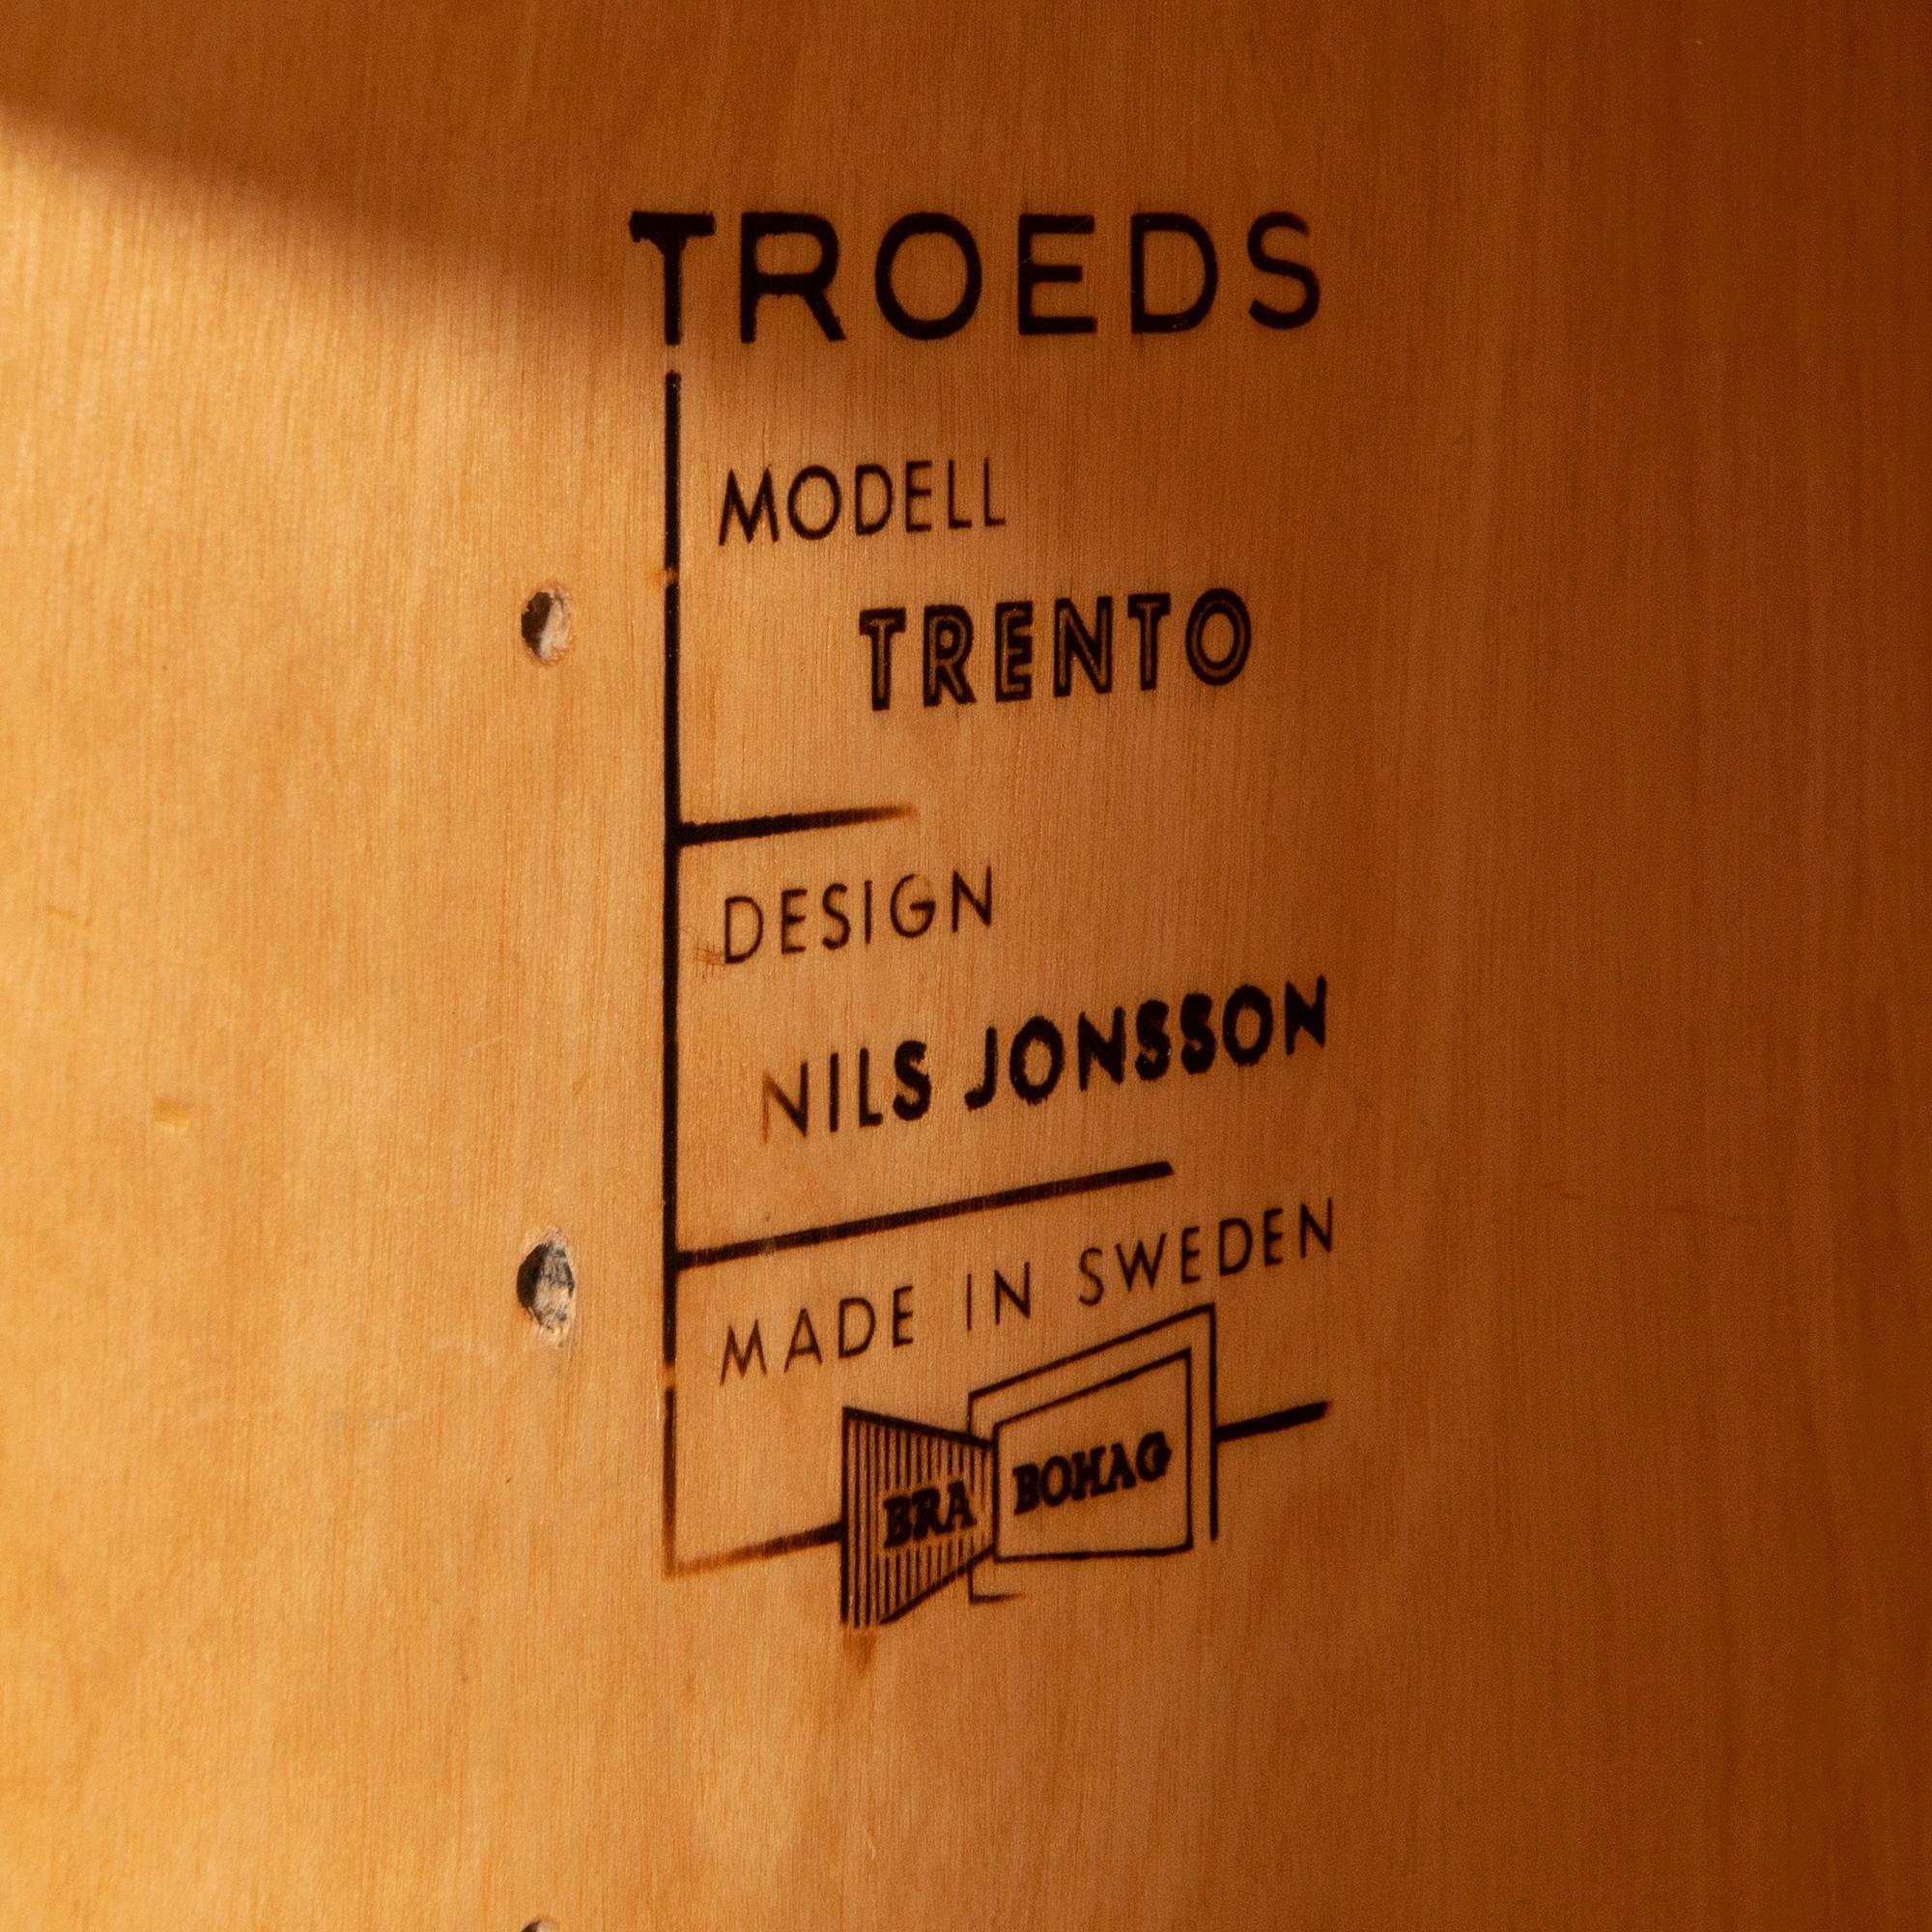 TROEDS
MODELL
TRENTO
DESIGN
NILS JONSSON
MADE IN SWEDEN
BRA BOHAG